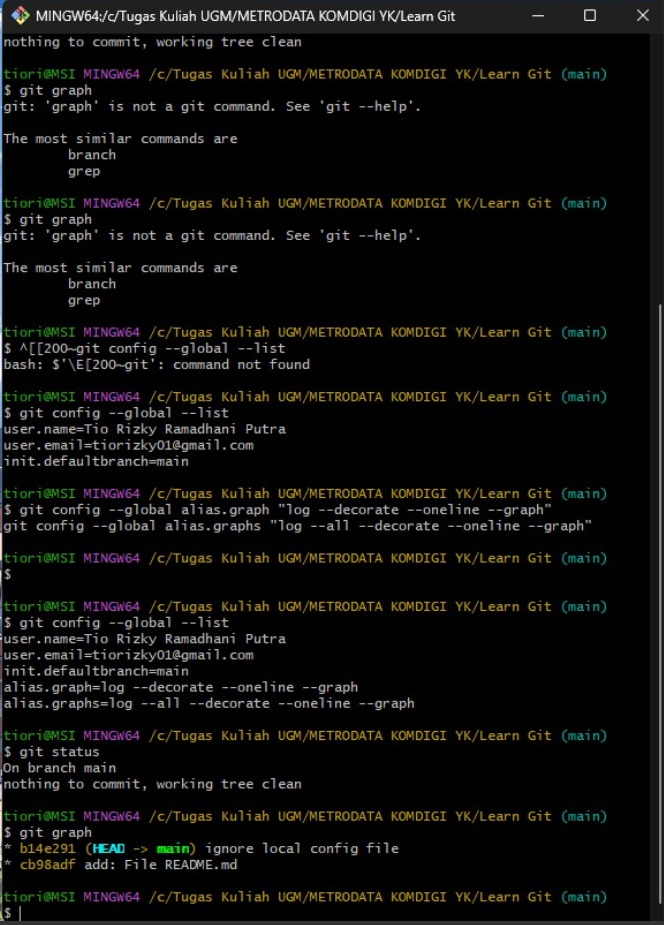 MINGW64:/c/Tugas Kuliah UGM/METRODATA KOMDIGI YK/Learn Git
nothing to commit, working tree clean
tiori@MSI MINGW64 /c/Tugas Kuliah UGM/METRODATA KOMDIGI YK/Learn Git (main)
$ git graph
git: 'graph' is not a git command. See 'git --help'.
The most similar commands are
branch
grep
tiori@MSI MINGW64 /c/Tugas Kuliah UGM/METRODATA KOMDIGI YK/Learn Git (main)
$ git graph
git: 'graph' is not a git command. See 'git --help'.
The most similar commands are
branch
grep
tiori@MSI MINGW64 /c/Tugas Kuliah UGM/METRODATA KOMDIGI YK/Learn Git (main)
$ ^[[200~git config --global --list
bash: $'\E[200~git': command not found
tiori@MSI MINGW64 /c/Tugas Kuliah UGM/METRODATA KOMDIGI YK/Learn Git (main)
$ git config --global --list
user.name=Tio Rizky Ramadhani Putra
user.email=tiorizky01@gmail.com
init.defaultbranch=main
tiori@MSI MINGW64 /c/Tugas Kuliah UGM/METRODATA KOMDIGI YK/Learn Git (main)
$ git config --global alias.graph "log --decorate --oneline --graph"
git config --global alias.graphs "log --all --decorate --oneline --graph"
tiori@MSI MINGW64 /c/Tugas Kuliah UGM/METRODATA KOMDIGI YK/Learn Git (main)
$
tiori@MSI MINGW64 /c/Tugas Kuliah UGM/METRODATA KOMDIGI YK/Learn Git (main)
$ git config --global --list
user.name=Tio Rizky Ramadhani Putra
user.email=tiorizky01@gmail.com
init.defaultbranch=main
alias.graph=log --decorate --oneline --graph
alias.graphs=log --all --decorate --oneline --graph
tiori@MSI MINGW64 /c/Tugas Kuliah UGM/METRODATA KOMDIGI YK/Learn Git (main)
$ git status
On branch main
nothing to commit, working tree clean
tiori@MSI MINGW64 /c/Tugas Kuliah UGM/METRODATA KOMDIGI YK/Learn Git (main)
$ git graph
* b14e291 (HEAD -> main) ignore local config file
* cb98adf add: File README.md
tiori@MSI MINGW64 /c/Tugas Kuliah UGM/METRODATA KOMDIGI YK/Learn Git (main)
$